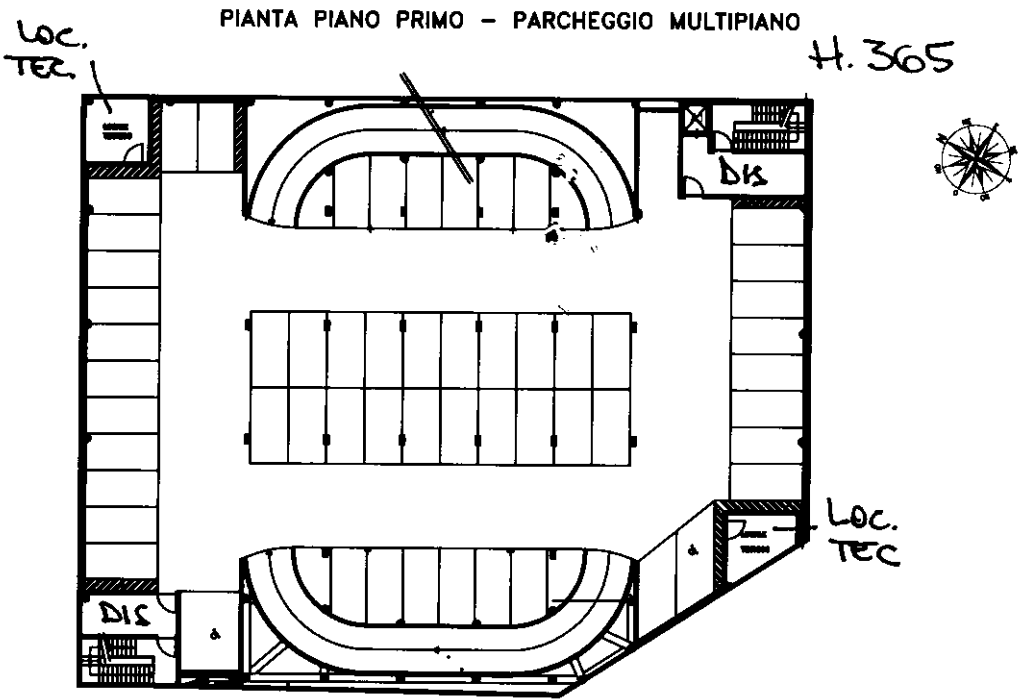 PIANTA PIANO PRIMO – PARCHEGGIO MULTIPIANO
LOC.
TEC.
H. 365
DIS
LOC.
TEC
DIS